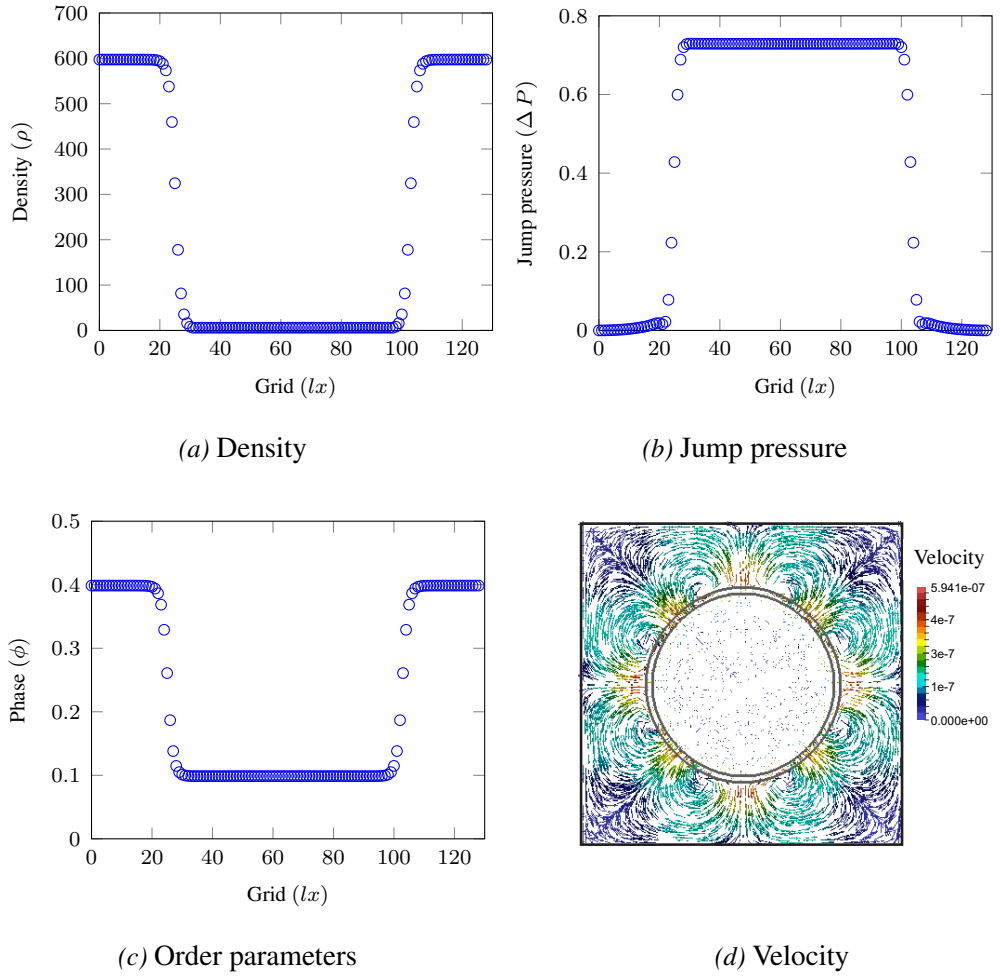 700
600
500
400
300
200
100
0
Density (ρ)
0 20 40 60 80 100 120
Grid (lx)
(a) Density
0.8
0.6
0.4
0.2
0
Jump pressure (Δ P)
0 20 40 60 80 100 120
Grid (lx)
(b) Jump pressure
0.5
0.4
0.3
0.2
0.1
0
Phase (ϕ)
0 20 40 60 80 100 120
Grid (lx)
(c) Order parameters
Velocity
5.941e-07
4e-7
3e-7
1e-7
0.000e+00
(d) Velocity